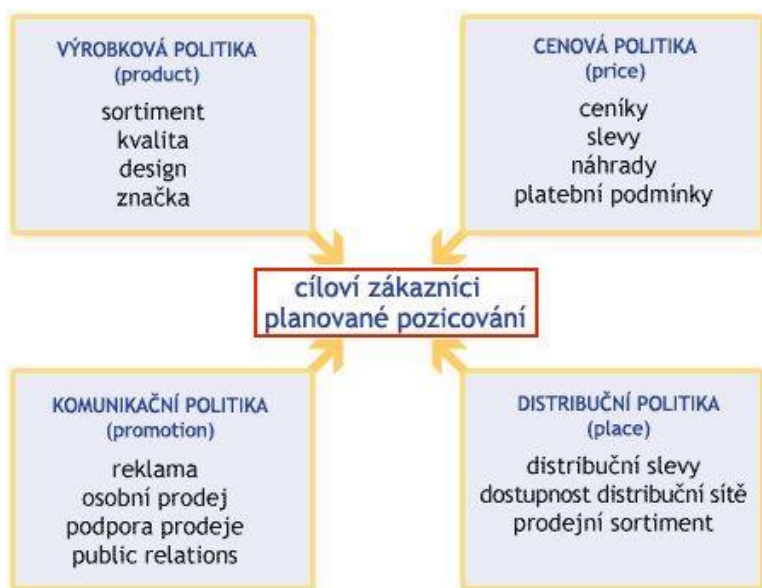 VÝROBKOVÁ POLITIKA
(product)
sortiment
kvalita
design
značka
CENOVÁ POLITIKA
(price)
ceníky
slevy
náhrady
platební podmínky
cíloví zákazníci
planované pozicování
KOMUNIKAČNÍ POLITIKA
(promotion)
reklama
osobní prodej
podpora prodeje
public relations
DISTRIBUČNÍ POLITIKA
(place)
distribuční slevy
dostupnost distribuční sítě
prodejní sortiment